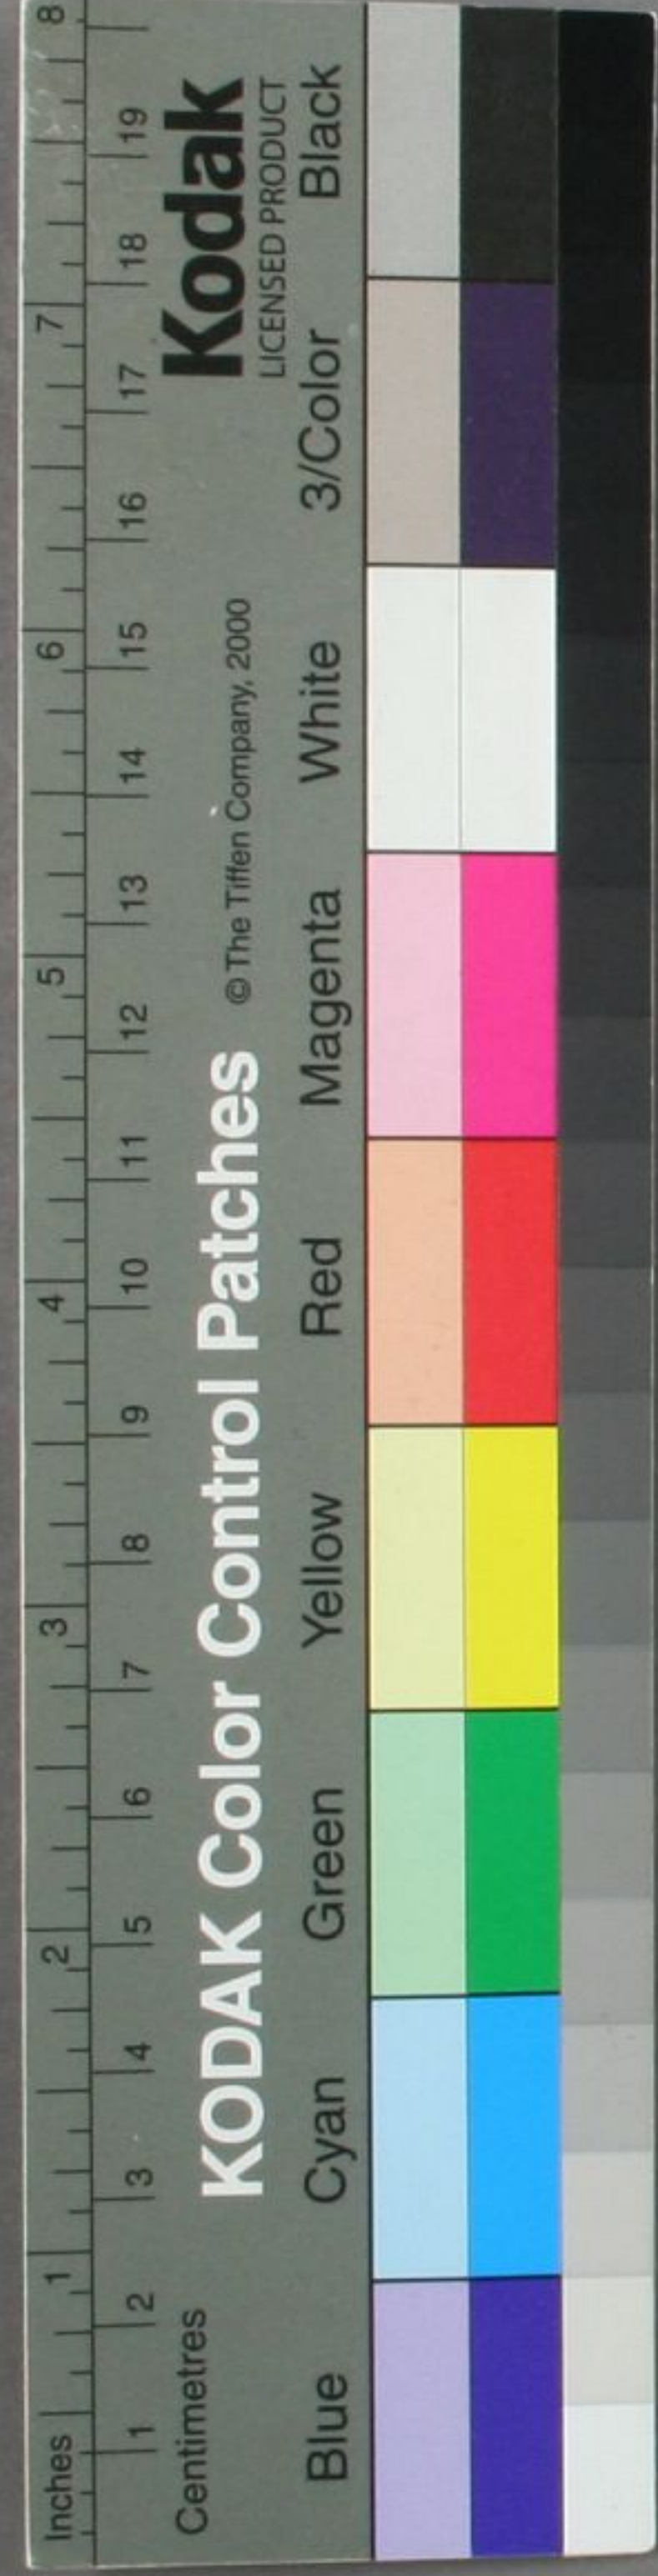 Inches 1 2 3 4 5 6 7 8
1 2 3 4 5 6 7 8 9 10 11 12 13 14 15 16 17 18 19
Centimetres
KODAK Color Control Patches © The Tiffen Company, 2000
Kodak
LICENSED PRODUCT
Blue Cyan Green Yellow Red Magenta White 3/Color Black